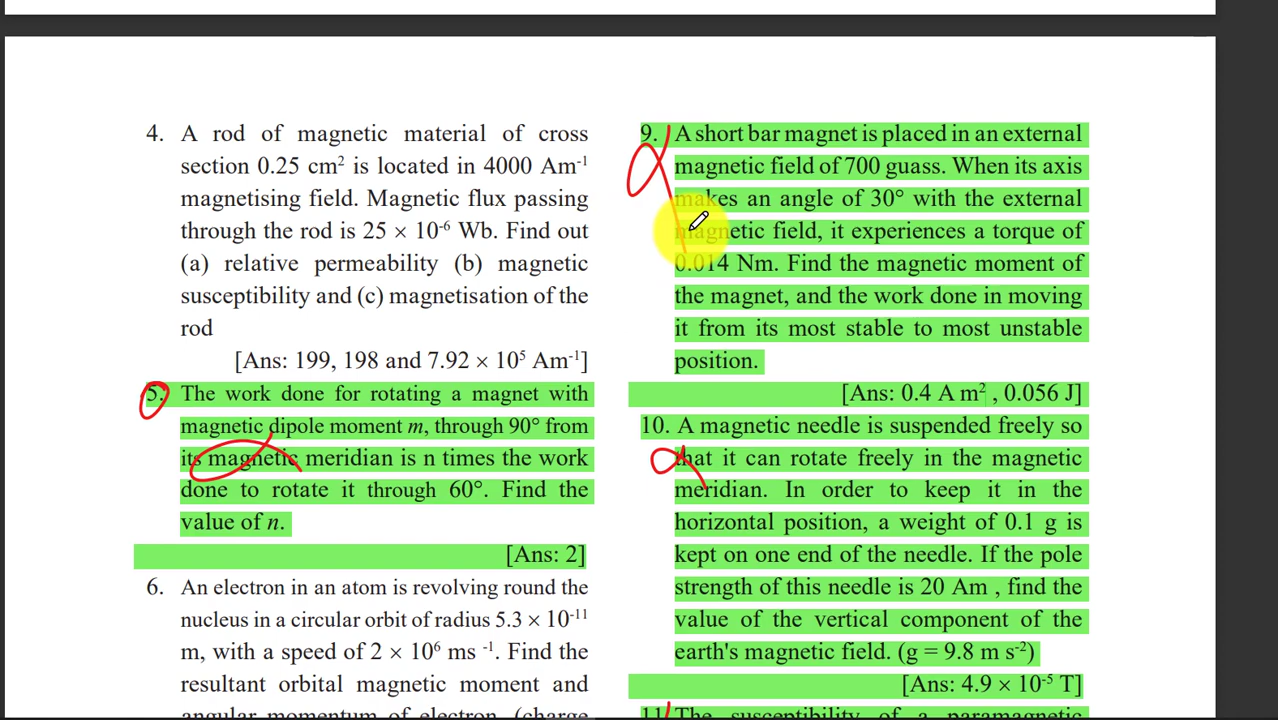 4. A rod of magnetic material of cross
section 0.25 cm² is located in 4000 Am⁻¹
magnetising field. Magnetic flux passing
through the rod is 25 × 10⁻⁶ Wb. Find out
(a) relative permeability (b) magnetic
susceptibility and (c) magnetisation of the
rod
[Ans: 199, 198 and 7.92 × 10⁵ Am⁻¹]
5. The work done for rotating a magnet with
magnetic dipole moment m, through 90° from
its magnetic meridian is n times the work
done to rotate it through 60°. Find the
value of n.
[Ans: 2]
6. An electron in an atom is revolving round the
nucleus in a circular orbit of radius 5.3 × 10⁻¹¹
m, with a speed of 2 × 10⁶ ms ⁻¹. Find the
resultant orbital magnetic moment and
angular momentum of electron. (charge
9. A short bar magnet is placed in an external
magnetic field of 700 guass. When its axis
makes an angle of 30° with the external
magnetic field, it experiences a torque of
0.014 Nm. Find the magnetic moment of
the magnet, and the work done in moving
it from its most stable to most unstable
position.
[Ans: 0.4 A m² , 0.056 J]
10. A magnetic needle is suspended freely so
that it can rotate freely in the magnetic
meridian. In order to keep it in the
horizontal position, a weight of 0.1 g is
kept on one end of the needle. If the pole
strength of this needle is 20 Am , find the
value of the vertical component of the
earth's magnetic field. (g = 9.8 m s⁻²)
[Ans: 4.9 × 10⁻⁵ T]
11. The susceptibility of a paramagnetic